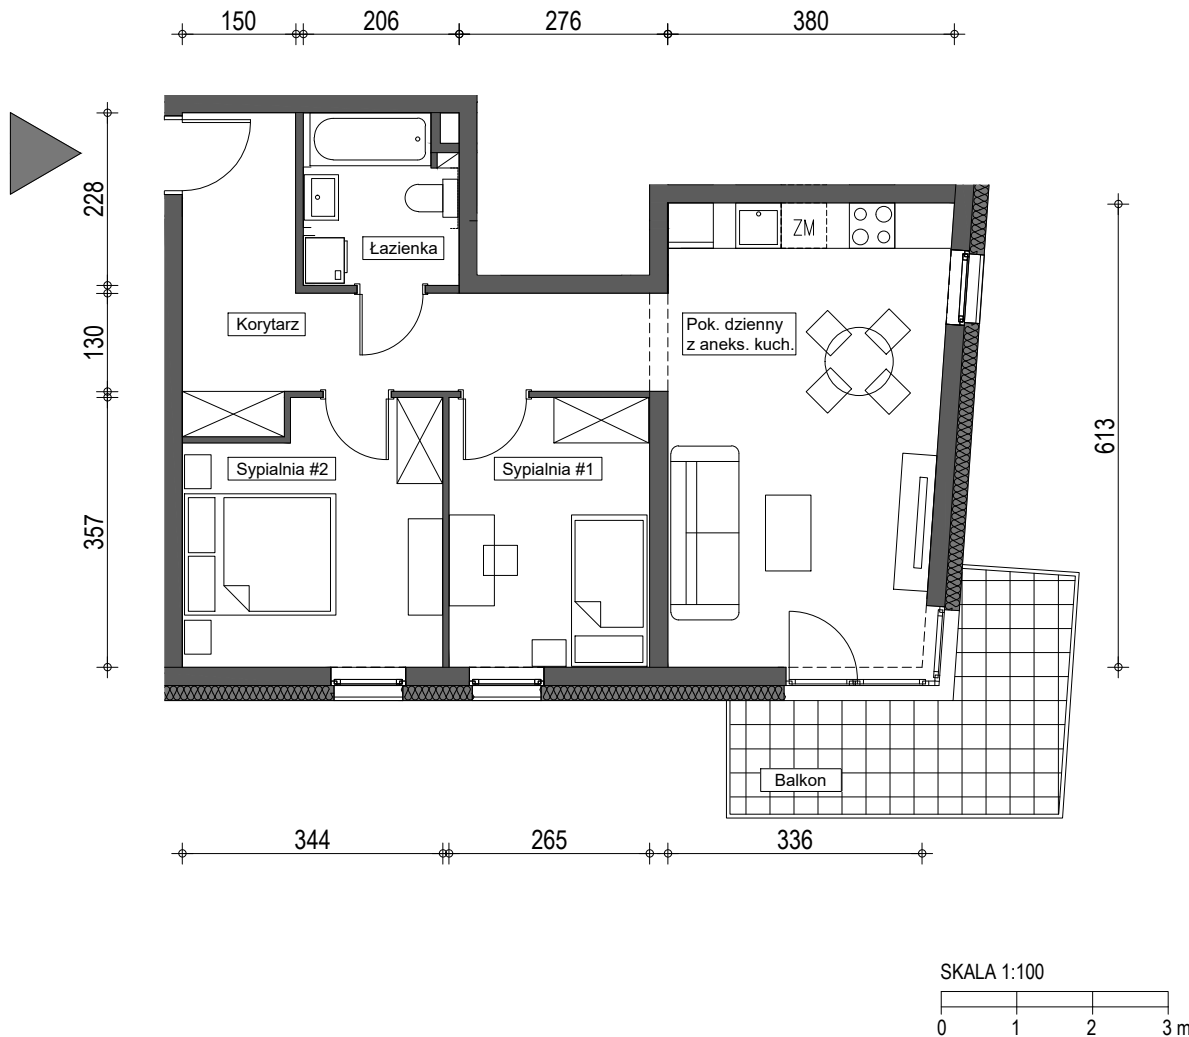 150
206
276
380
228
130
357
ZM
Łazienka
Korytarz
Pok. dzienny
z aneks. kuch.
613
Sypialnia #2
Sypialnia #1
Balkon
344
265
336
SKALA 1:100
0 1 2 3 m